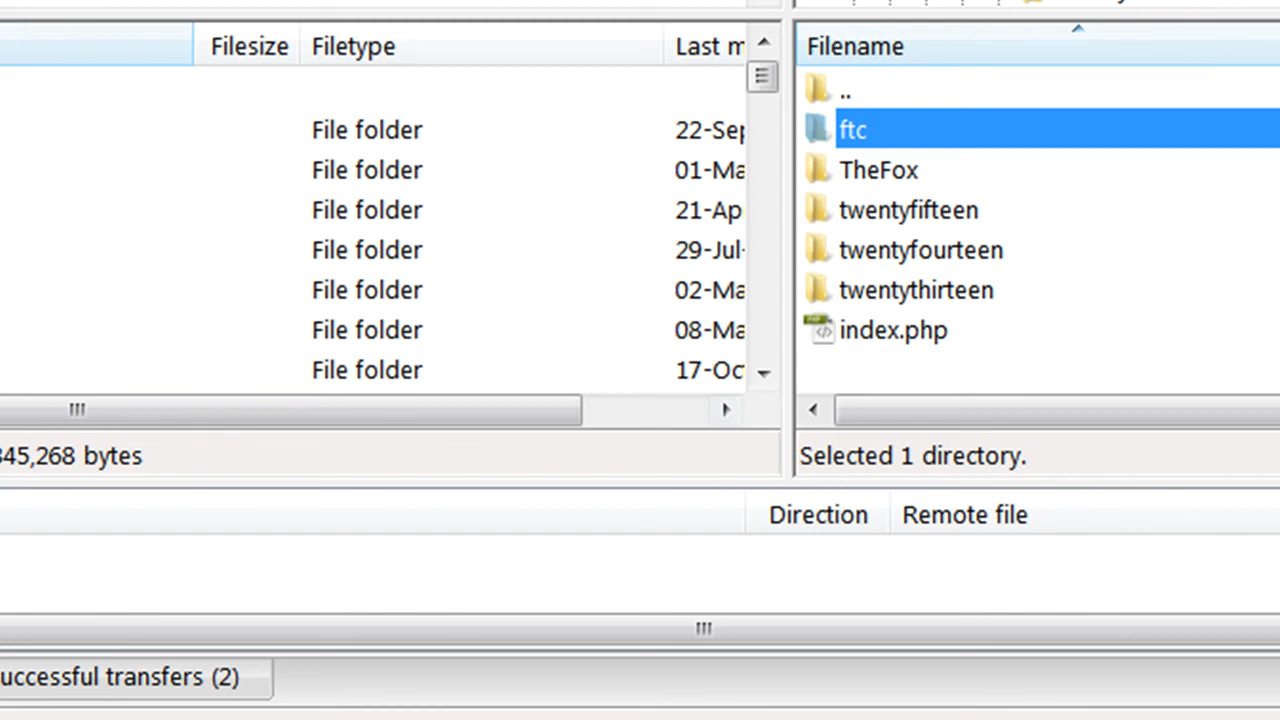 Filesize Filetype Last m
File folder 22-Sep
File folder 01-Ma
File folder 21-Ap
File folder 29-Jul-
File folder 02-Ma
File folder 08-Ma
File folder 17-Oc
345,268 bytes
Filename
..
ftc
TheFox
twentyfifteen
twentyfourteen
twentythirteen
index.php
Selected 1 directory.
Direction Remote file
uccessful transfers (2)